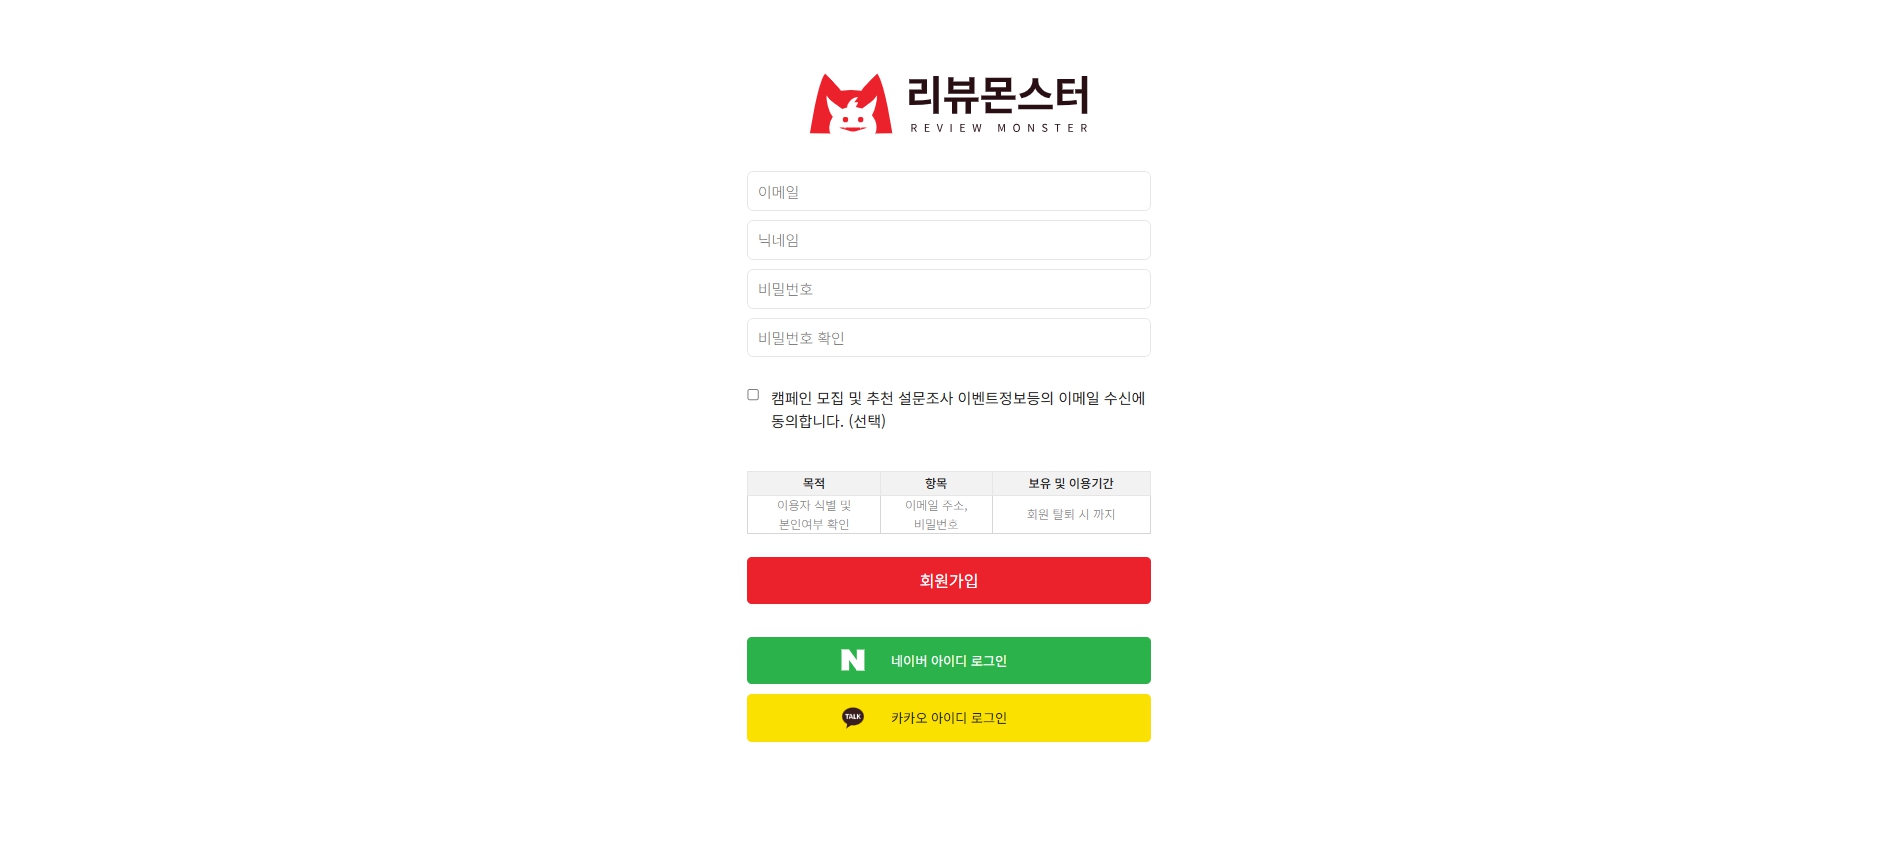 리뷰몬스터
REVIEW MONSTER
이메일
닉네임
비밀번호
비밀번호 확인
캠페인 모집 및 추천 설문조사 이벤트정보등의 이메일 수신에
동의합니다. (선택)
목적 항목 보유 및 이용기간
이용자 식별 및
본인여부 확인
이메일 주소,
비밀번호
회원 탈퇴 시 까지
회원가입
N 네이버 아이디 로그인
TALK 카카오 아이디 로그인